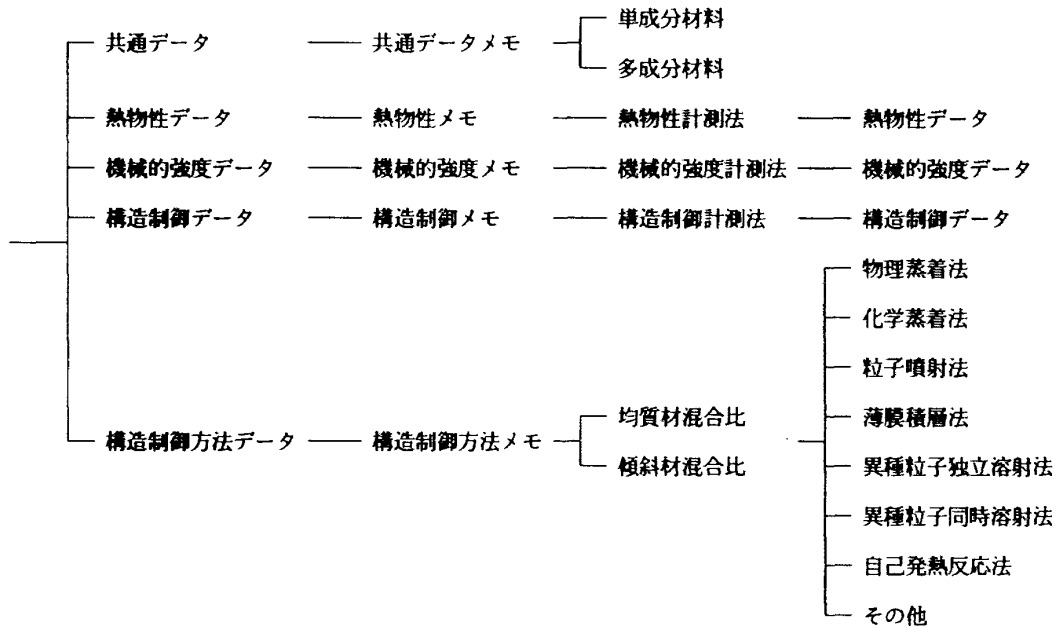 単成分材料
共通データ 共通データメモ
多成分材料
熱物性データ 熱物性メモ 熱物性計測法 熱物性データ
機械的強度データ 機械的強度メモ 機械的強度計測法 機械的強度データ
構造制御データ 構造制御メモ 構造制御計測法 構造制御データ
物理蒸着法
化学蒸着法
粒子噴射法
均質材混合比 薄膜積層法
構造制御方法データ 構造制御方法メモ
傾斜材混合比 異種粒子独立溶射法
異種粒子同時溶射法
自己発熱反応法
その他